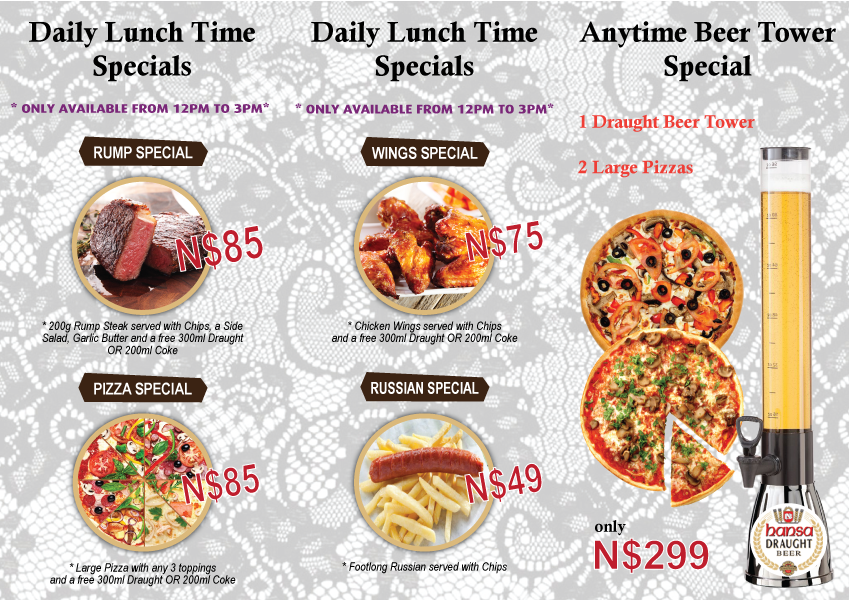 Daily Lunch Time
Specials
* ONLY AVAILABLE FROM 12PM TO 3PM*
RUMP SPECIAL
N$85
* 200g Rump Steak served with Chips, a Side
Salad, Garlic Butter and a free 300ml Draught
OR 200ml Coke
PIZZA SPECIAL
N$85
* Large Pizza with any 3 toppings
and a free 300ml Draught OR 200ml Coke
Daily Lunch Time
Specials
* ONLY AVAILABLE FROM 12PM TO 3PM*
WINGS SPECIAL
N$75
* Chicken Wings served with Chips
and a free 300ml Draught OR 200ml Coke
RUSSIAN SPECIAL
N$49
* Footlong Russian served with Chips
Anytime Beer Tower
Special
1 Draught Beer Tower
2 Large Pizzas
only
N$299
hansa
DRAUGHT
BEER